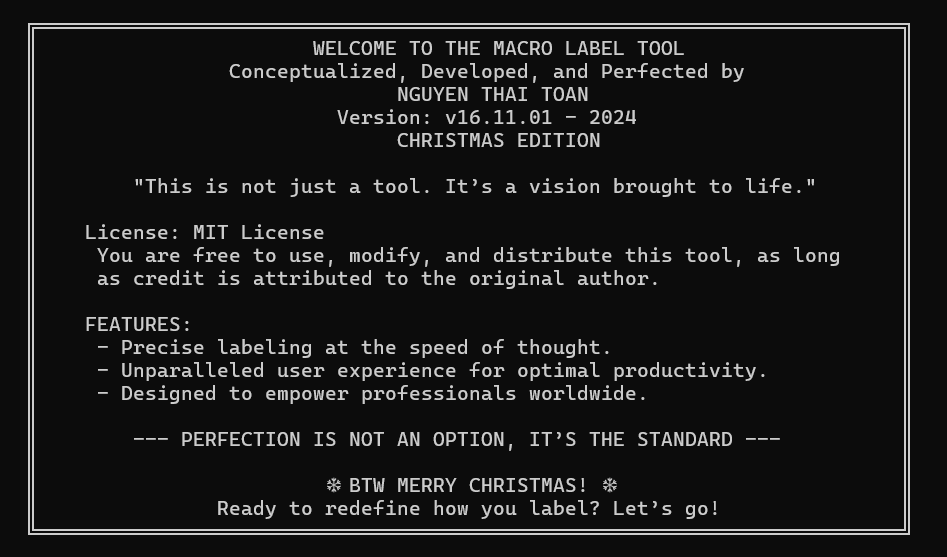 WELCOME TO THE MACRO LABEL TOOL
Conceptualized, Developed, and Perfected by
NGUYEN THAI TOAN
Version: v16.11.01 – 2024
CHRISTMAS EDITION
"This is not just a tool. It’s a vision brought to life."
License: MIT License
You are free to use, modify, and distribute this tool, as long
as credit is attributed to the original author.
FEATURES:
– Precise labeling at the speed of thought.
– Unparalleled user experience for optimal productivity.
– Designed to empower professionals worldwide.
––– PERFECTION IS NOT AN OPTION, IT’S THE STANDARD –––
❄ BTW MERRY CHRISTMAS! ❄
Ready to redefine how you label? Let’s go!